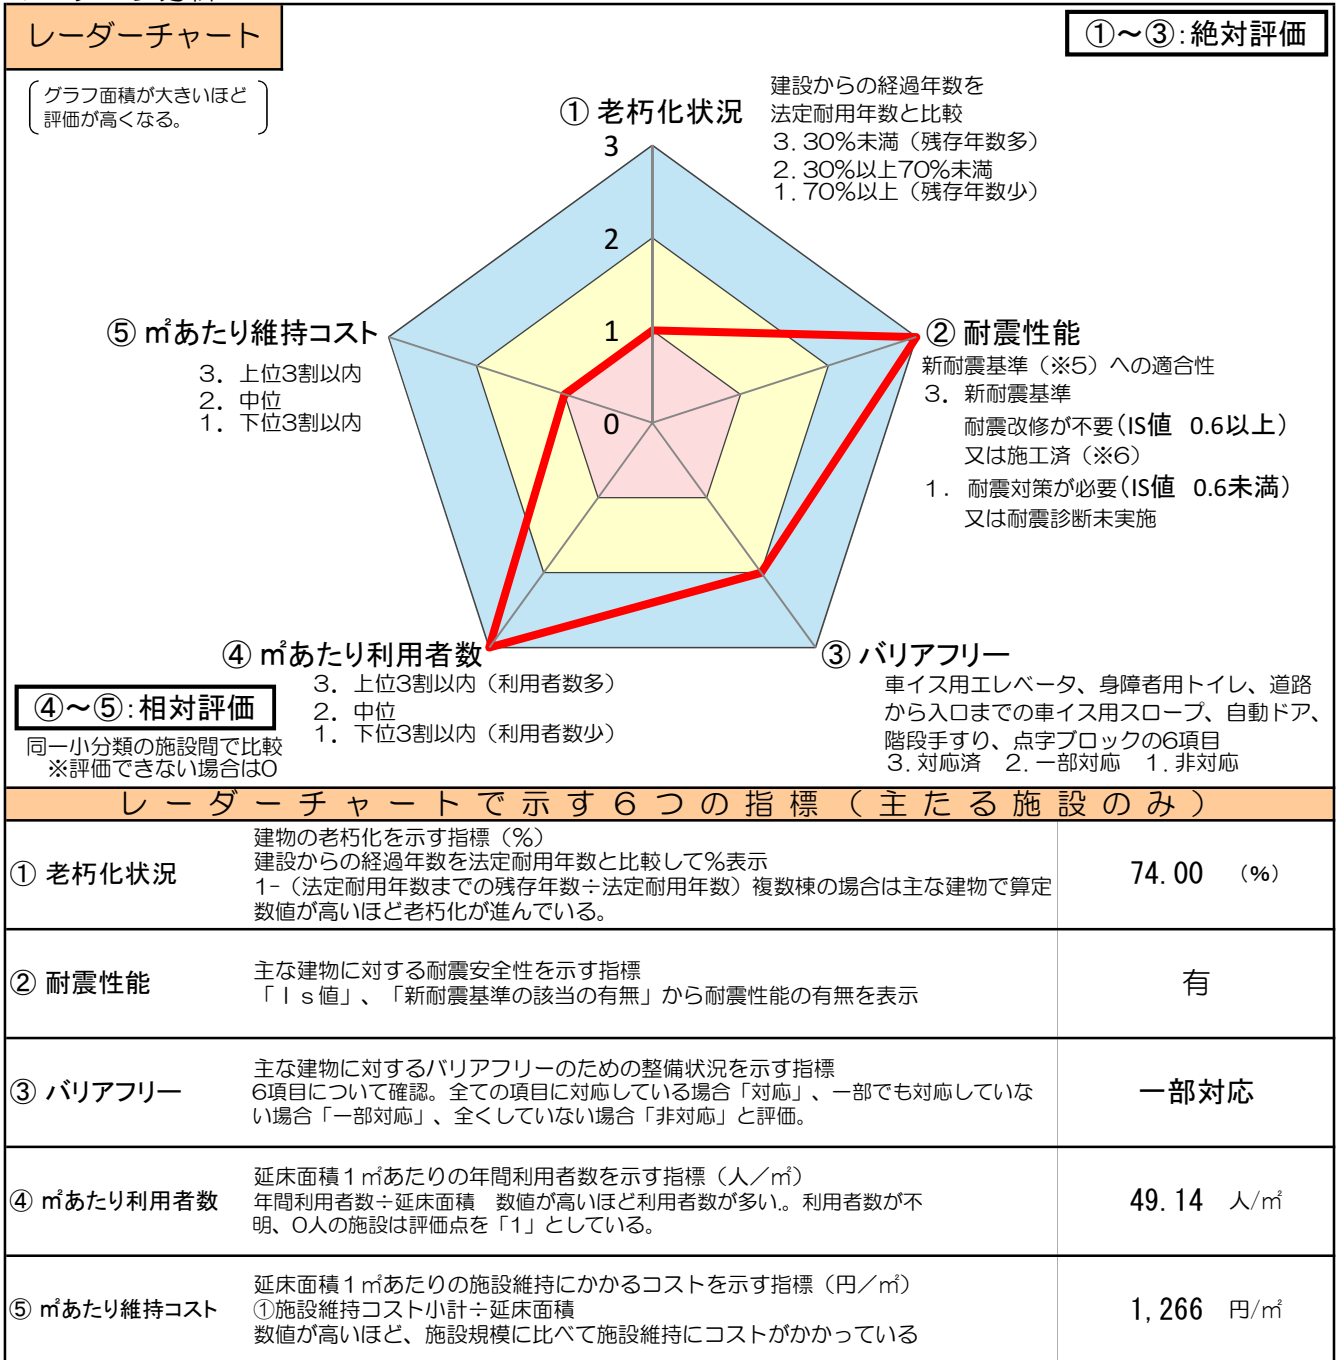 レーダーチャート
①～③:絶対評価
グラフ面積が大きいほど
評価が高くなる。
① 老朽化状況
建設からの経過年数を
法定耐用年数と比較
3. 30%未満（残存年数多）
2. 30%以上70%未満
1. 70%以上（残存年数少）
3
2
1
0
② 耐震性能
新耐震基準（※5）への適合性
3. 新耐震基準
耐震改修が不要(IS値 0.6以上)
又は施工済（※6）
1. 耐震対策が必要(IS値 0.6未満)
又は耐震診断未実施
⑤ ㎡あたり維持コスト
3. 上位3割以内
2. 中位
1. 下位3割以内
④ ㎡あたり利用者数
3. 上位3割以内（利用者数多）
2. 中位
1. 下位3割以内（利用者数少）
③ バリアフリー
車イス用エレベータ、身障者用トイレ、道路
から入口までの車イス用スロープ、自動ドア、
階段手すり、点字ブロックの6項目
3. 対応済 2. 一部対応 1. 非対応
④～⑤:相対評価
同一小分類の施設間で比較
※評価できない場合は0
レーダーチャートで示す６つの指標（主たる施設のみ）
① 老朽化状況
建物の老朽化を示す指標（%）
建設からの経過年数を法定耐用年数と比較して%表示
1-（法定耐用年数までの残存年数÷法定耐用年数）複数棟の場合は主な建物で算定
数値が高いほど老朽化が進んでいる。
74.00 (%)
② 耐震性能
主な建物に対する耐震安全性を示す指標
「Ｉｓ値」、「新耐震基準の該当の有無」から耐震性能の有無を表示
有
③ バリアフリー
主な建物に対するバリアフリーのための整備状況を示す指標
6項目について確認。全ての項目に対応している場合「対応」、一部でも対応していな
い場合「一部対応」、全くしていない場合「非対応」と評価。
一部対応
④ ㎡あたり利用者数
延床面積１㎡あたりの年間利用者数を示す指標（人／㎡）
年間利用者数÷延床面積 数値が高いほど利用者数が多い。利用者数が不
明、0人の施設は評価点を「1」としている。
49.14 人/㎡
⑤ ㎡あたり維持コスト
延床面積１㎡あたりの施設維持にかかるコストを示す指標（円／㎡）
①施設維持コスト小計÷延床面積
数値が高いほど、施設規模に比べて施設維持にコストがかかっている
1,266 円/㎡